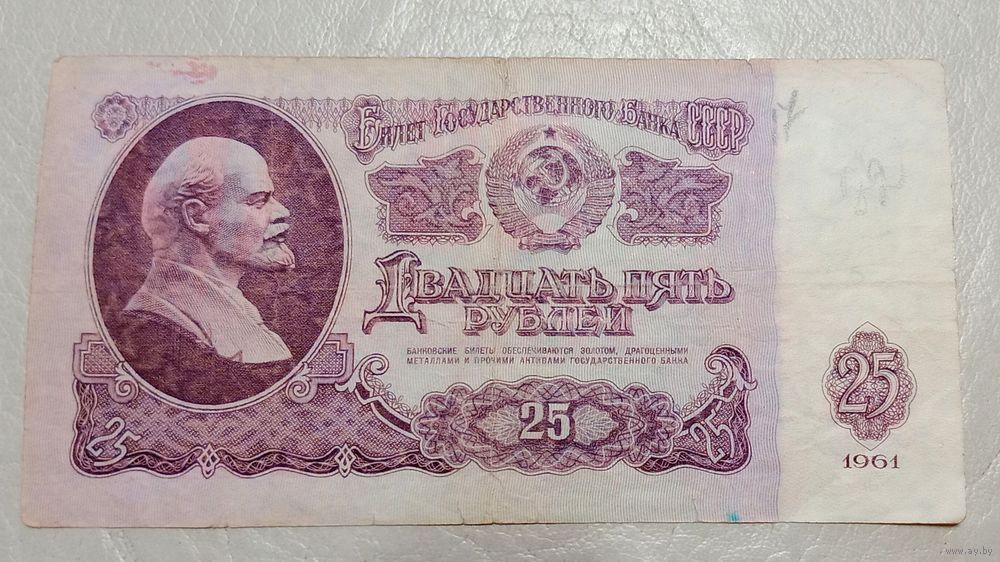 Билет Государственного Банка СССР
Двадцать пять
рублей
БАНКОВСКИЕ БИЛЕТЫ ОБЕСПЕЧИВАЮТСЯ ЗОЛОТОМ, ДРАГОЦЕННЫМИ
МЕТАЛЛАМИ И ПРОЧИМИ АКТИВАМИ ГОСУДАРСТВЕННОГО БАНКА
25
25
25
25
1961
www.ay.by